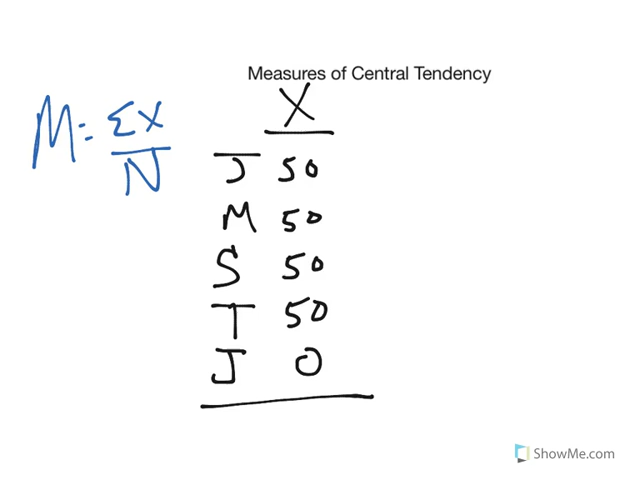 Measures of Central Tendency
M = ΣX
N
X
J 50
M 50
S 50
T 50
J 0
ShowMe.com